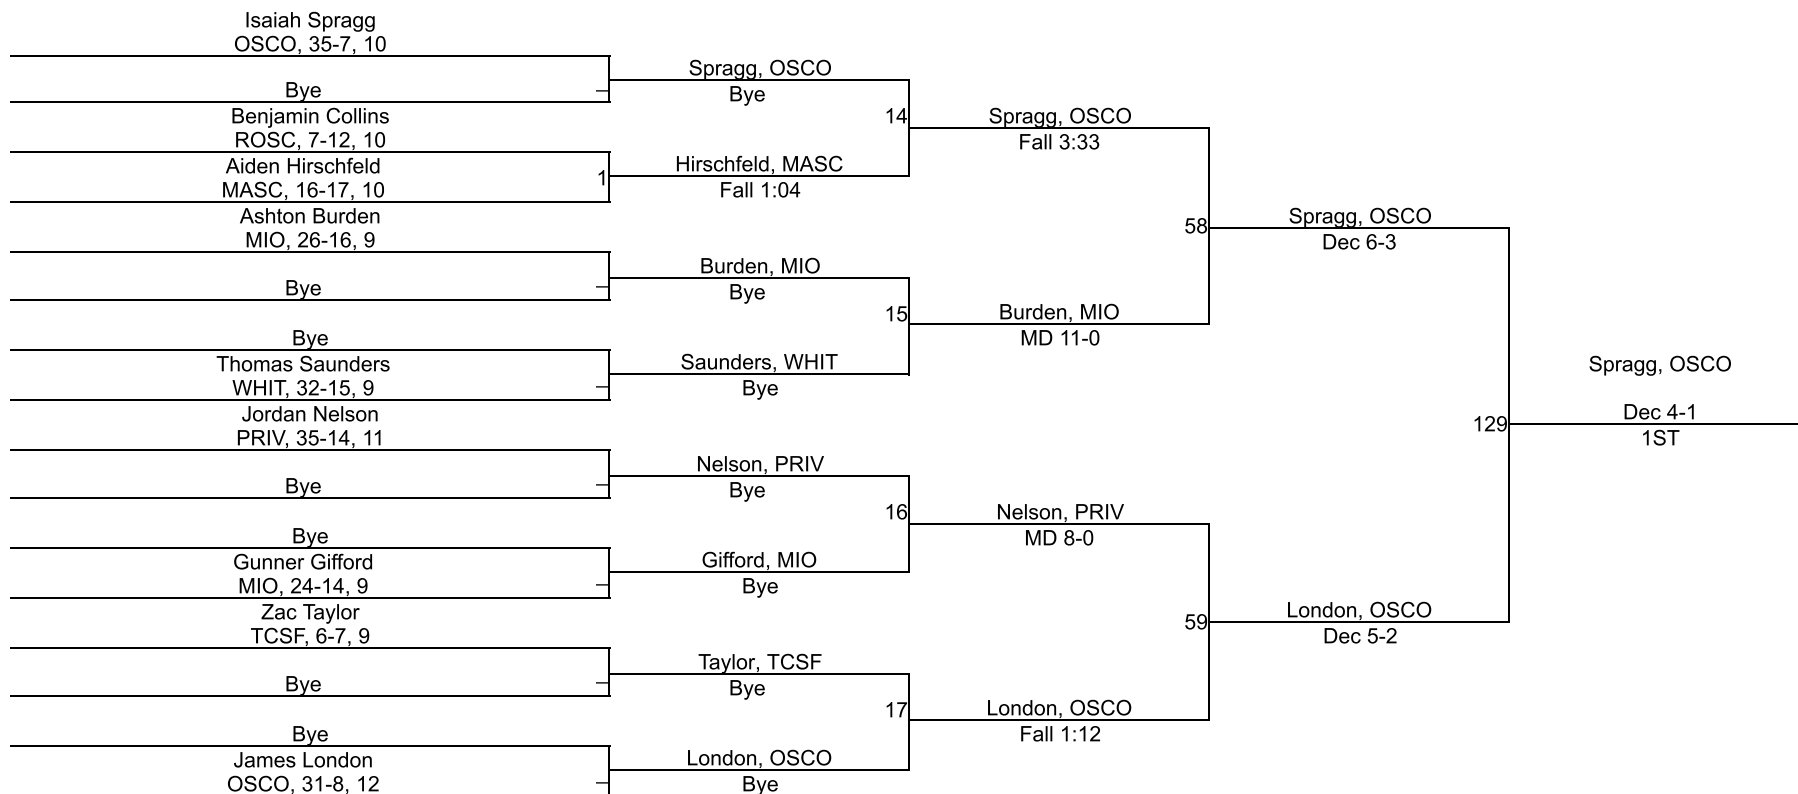 Isaiah Spragg
OSCO, 35-7, 10
Bye
Benjamin Collins
ROSC, 7-12, 10
Aiden Hirschfeld
MASC, 16-17, 10
1
Ashton Burden
MIO, 26-16, 9
Bye
Bye
Thomas Saunders
WHIT, 32-15, 9
Jordan Nelson
PRIV, 35-14, 11
Bye
Bye
Gunner Gifford
MIO, 24-14, 9
Zac Taylor
TCSF, 6-7, 9
Bye
Bye
James London
OSCO, 31-8, 12
Spragg, OSCO
Bye
14
Hirschfeld, MASC
Fall 1:04
Burden, MIO
Bye
15
Saunders, WHIT
Bye
Nelson, PRIV
Bye
16
Gifford, MIO
Bye
Taylor, TCSF
Bye
17
London, OSCO
Bye
Spragg, OSCO
Fall 3:33
58
Burden, MIO
MD 11-0
Nelson, PRIV
MD 8-0
59
London, OSCO
Fall 1:12
Spragg, OSCO
Dec 6-3
129
London, OSCO
Dec 5-2
Spragg, OSCO
Dec 4-1
1ST